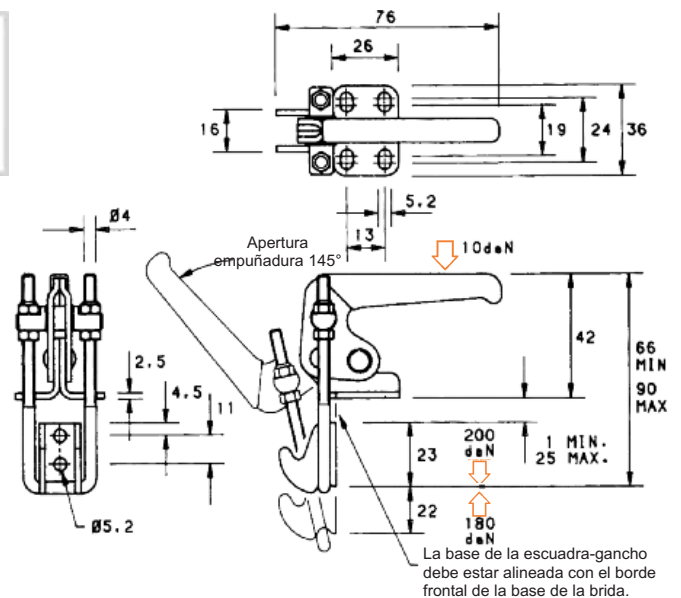 76
26
16
19
24
36
5.2
13
Ø4
Apertura
empuñadura 145°
10daN
2,5
4,5
11
42
66
MIN
90
MAX
23
200
daN
1 MIN.
25 MAX.
22
180
daN
Ø5.2
La base de la escuadra-gancho
debe estar alineada con el borde
frontal de la base de la brida.